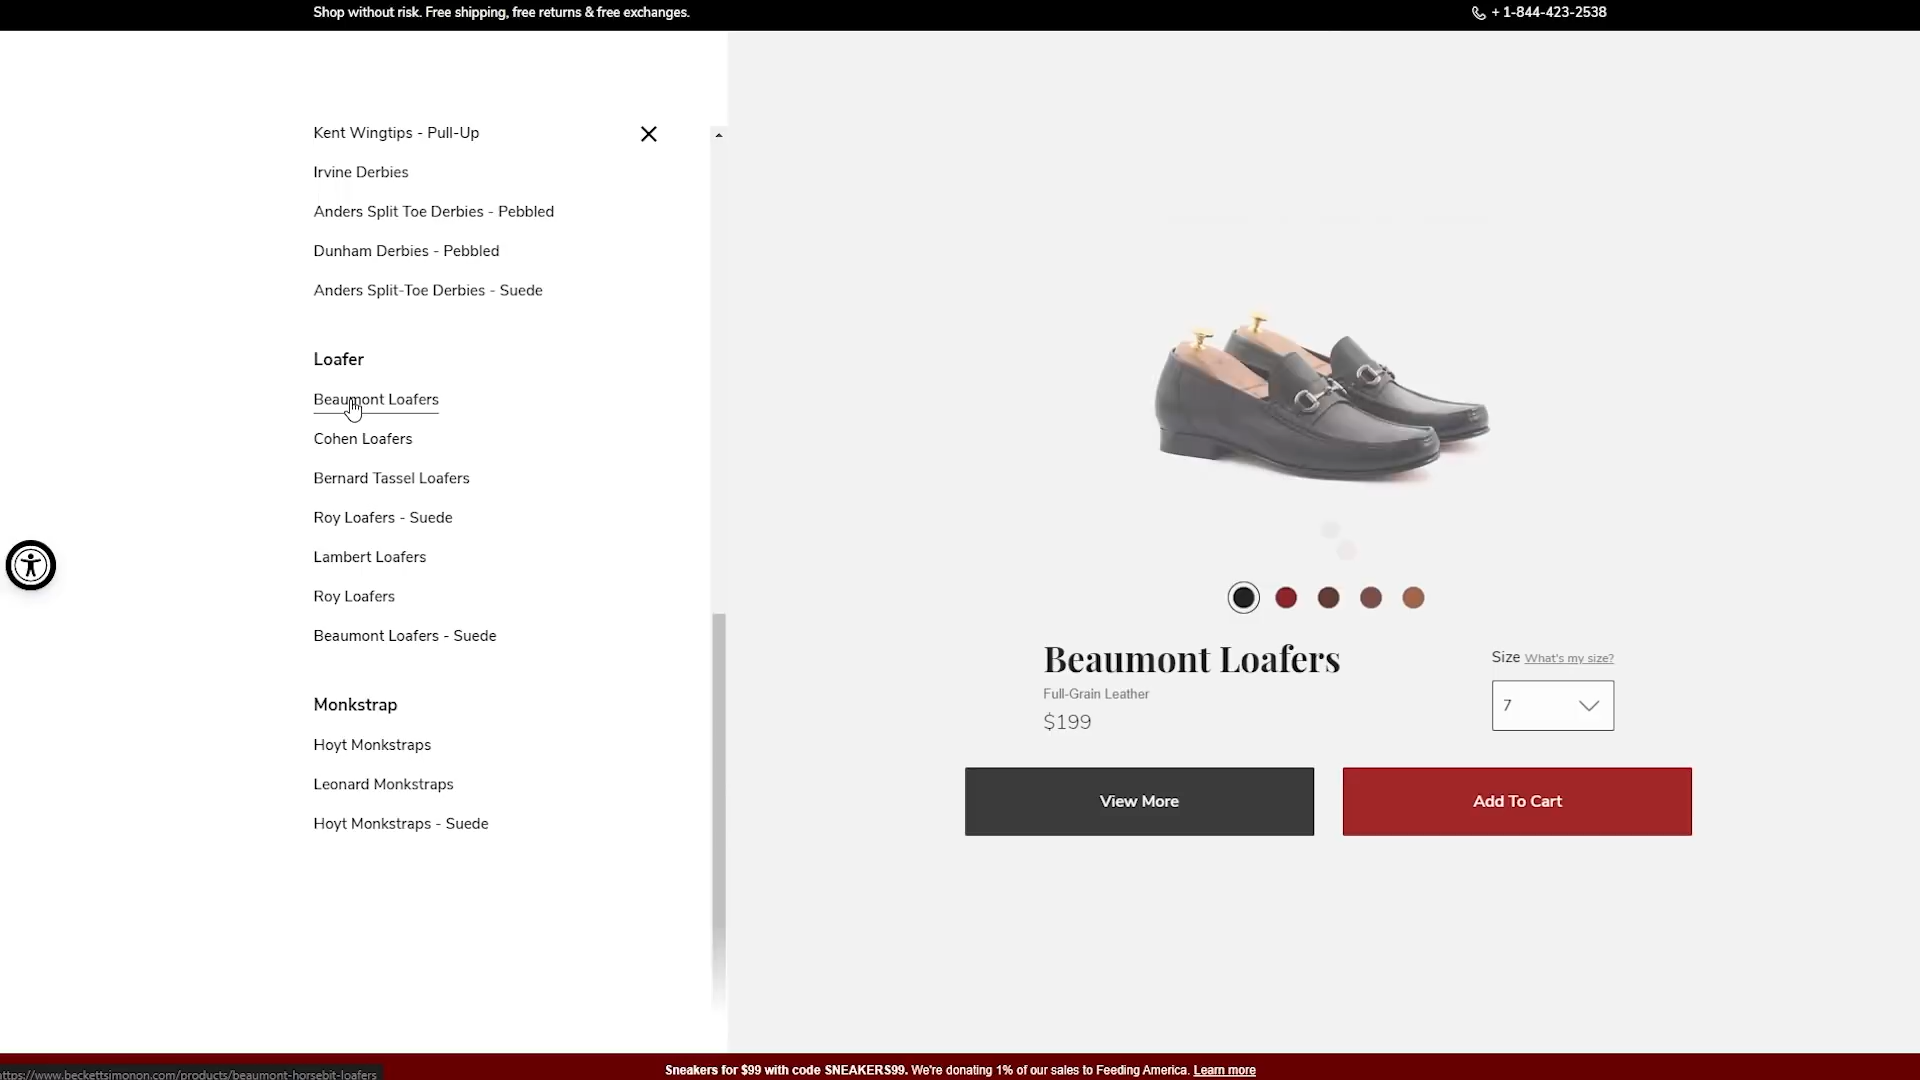 Shop without risk. Free shipping, free returns & free exchanges.
+ 1-844-423-2538
Kent Wingtips - Pull-Up
Irvine Derbies
Anders Split Toe Derbies - Pebbled
Dunham Derbies - Pebbled
Anders Split-Toe Derbies - Suede
Loafer
Beaumont Loafers
Cohen Loafers
Bernard Tassel Loafers
Roy Loafers - Suede
Lambert Loafers
Roy Loafers
Beaumont Loafers - Suede
Monkstrap
Hoyt Monkstraps
Leonard Monkstraps
Hoyt Monkstraps - Suede
Beaumont Loafers
Full-Grain Leather
$199
Size What's my size?
7
View More
Add To Cart
Sneakers for $99 with code SNEAKERS99. We're donating 1% of our sales to Feeding America. Learn more
https://www.beckettsimonon.com/products/beaumont-horsebit-loafers